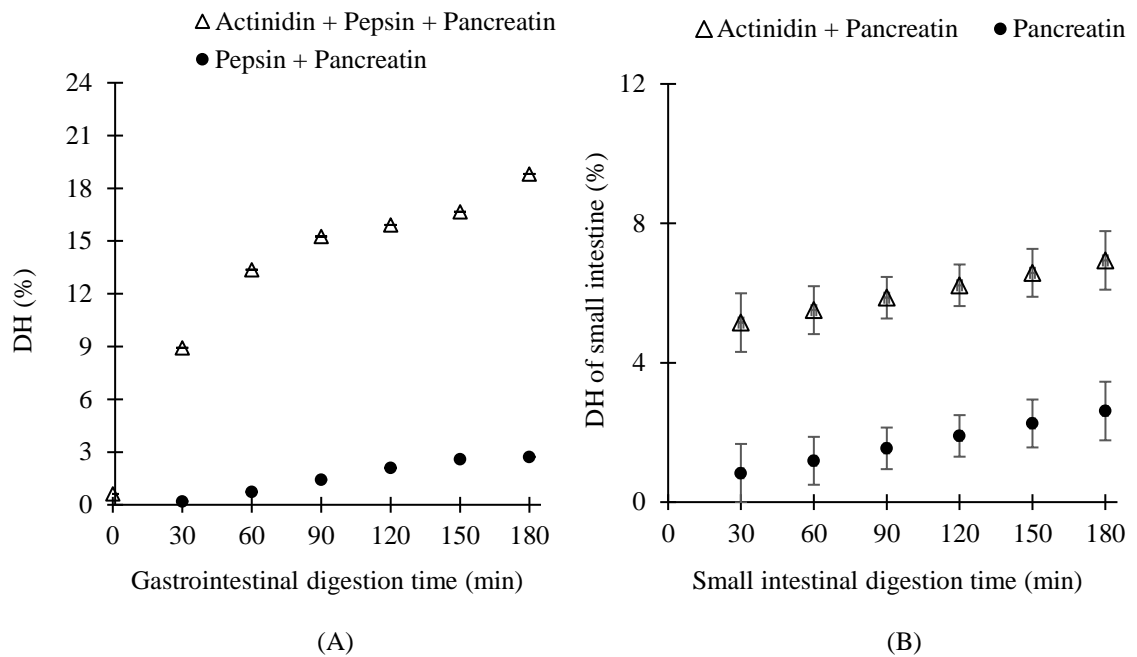 Actinidin + Pepsin + Pancreatin
Pepsin + Pancreatin
24
21
18
15
12
9
6
3
0
DH (%)
0 30 60 90 120 150 180
Gastrointestinal digestion time (min)
(A)
Actinidin + Pancreatin Pancreatin
12
8
4
0
DH of small intestine (%)
0 30 60 90 120 150 180
Small intestinal digestion time (min)
(B)